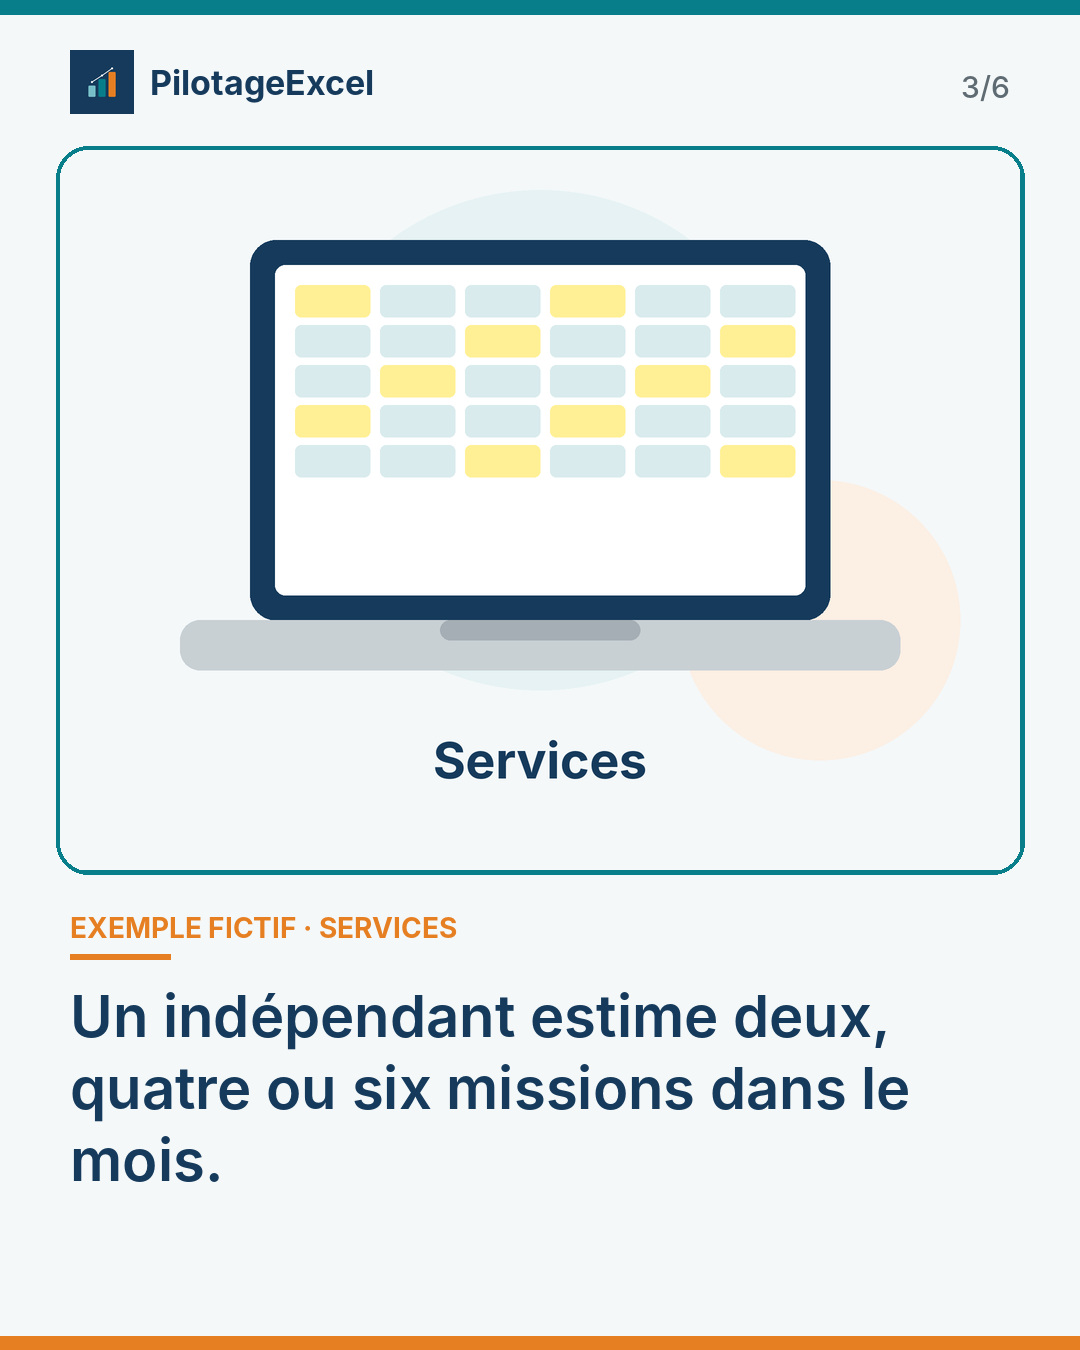 PilotageExcel
3/6
Services
EXEMPLE FICTIF · SERVICES
Un indépendant estime deux,
quatre ou six missions dans le
mois.